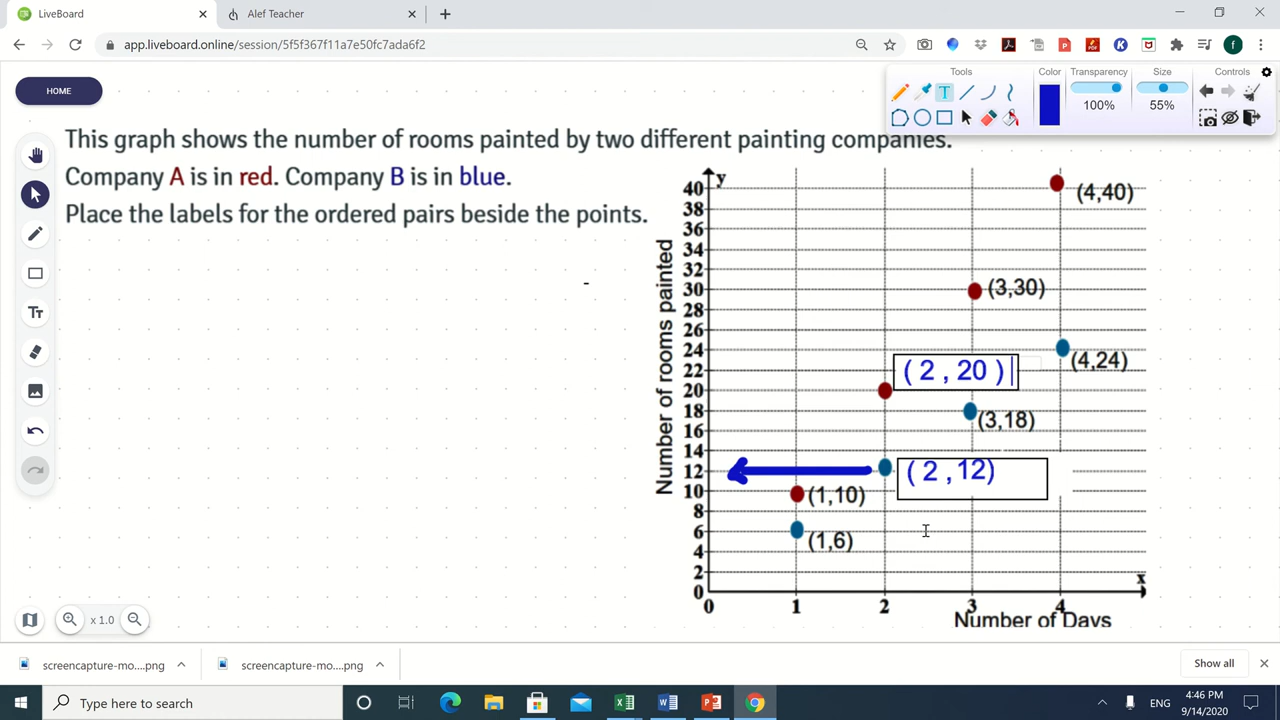 LiveBoard
Alef Teacher
app.liveboard.online/session/5f5f367f11a7e50fc7ada6f2
HOME
Tools
Color
Transparency
Size
Controls
100%
55%
This graph shows the number of rooms painted by two different painting companies.
Company A is in red. Company B is in blue.
Place the labels for the ordered pairs beside the points.
y
40
38
36
34
32
30
28
26
24
22
20
18
16
14
12
10
8
6
4
2
0
Number of rooms painted
(4,40)
(3,30)
(4,24)
( 2 , 20 )
(3,18)
( 2 , 12)
(1,10)
(1,6)
x
0 1 2 3 4
Number of Days
Tт
x 1.0
screencapture-mo....png
screencapture-mo....png
Show all
Type here to search
ENG
4:46 PM
9/14/2020